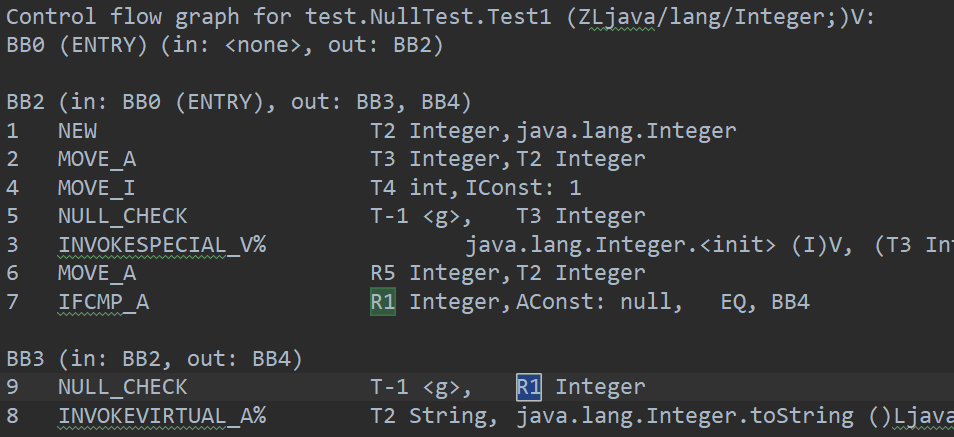 Control flow graph for test.NullTest.Test1 (ZLjava/lang/Integer;)V:
BB0 (ENTRY) (in: <none>, out: BB2)
BB2 (in: BB0 (ENTRY), out: BB3, BB4)
1 NEW T2 Integer, java.lang.Integer
2 MOVE_A T3 Integer, T2 Integer
4 MOVE_I T4 int, IConst: 1
5 NULL_CHECK T-1 <g>, T3 Integer
3 INVOKESPECIAL_V% java.lang.Integer.<init> (I)V, (T3 Int
6 MOVE_A R5 Integer, T2 Integer
7 IFCMP_A R1 Integer, AConst: null, EQ, BB4
BB3 (in: BB2, out: BB4)
9 NULL_CHECK T-1 <g>, R1 Integer
8 INVOKEVIRTUAL_A% T2 String, java.lang.Integer.toString ()Ljava